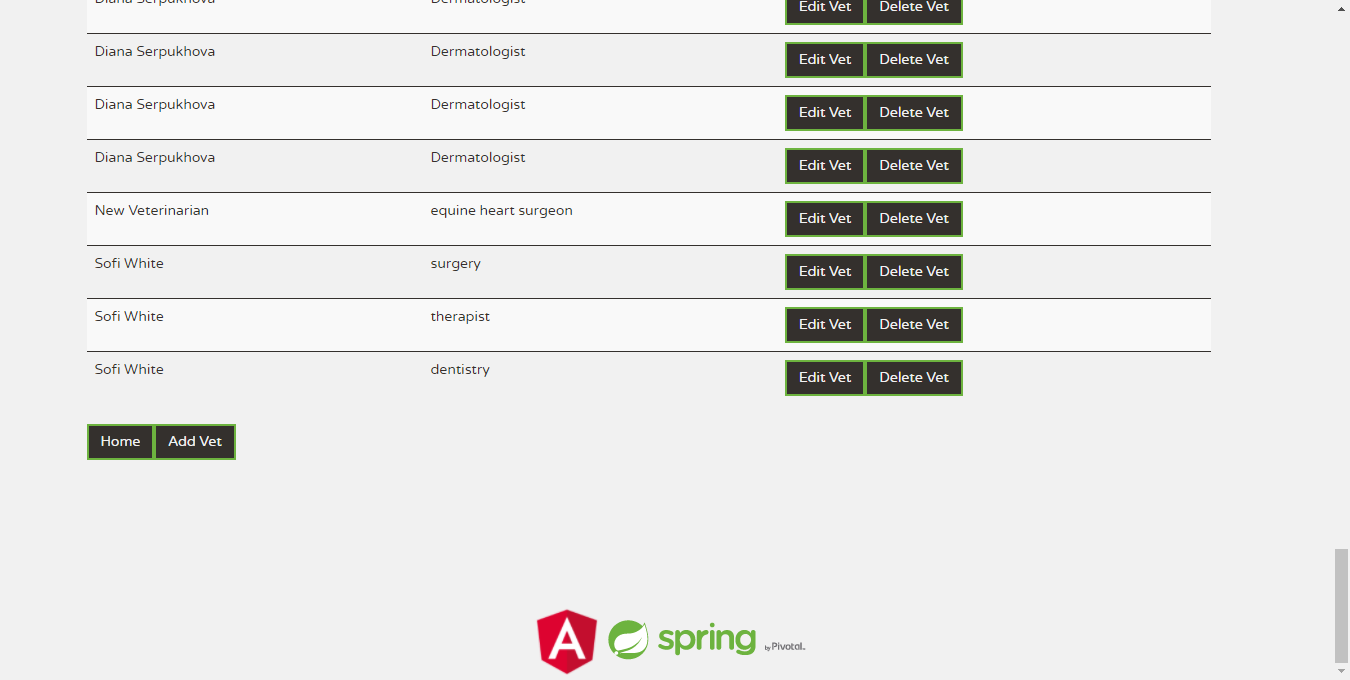 Diana Serpukhova Dermatologist Edit Vet Delete Vet
Diana Serpukhova Dermatologist Edit Vet Delete Vet
Diana Serpukhova Dermatologist Edit Vet Delete Vet
Diana Serpukhova Dermatologist Edit Vet Delete Vet
New Veterinarian equine heart surgeon Edit Vet Delete Vet
Sofi White surgery Edit Vet Delete Vet
Sofi White therapist Edit Vet Delete Vet
Sofi White dentistry Edit Vet Delete Vet
Home Add Vet
A spring by Pivotal.